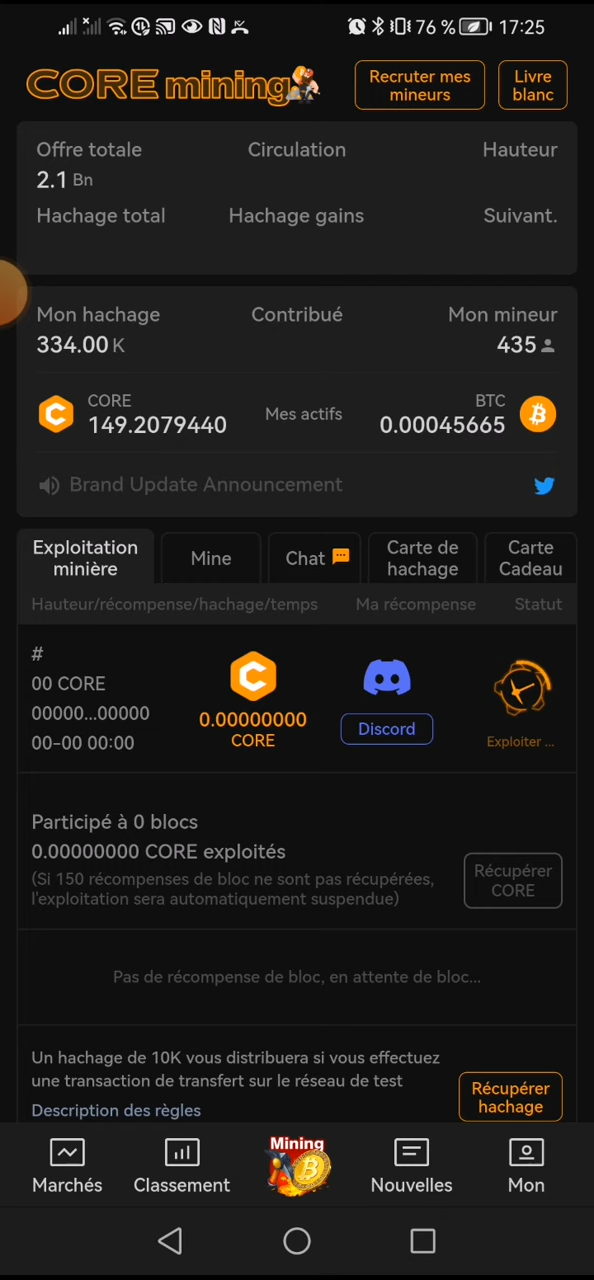 76 % 17:25
CORE mining
Recruter mes
mineurs
Livre
blanc
Offre totale Circulation Hauteur
2.1 Bn
Hachage total Hachage gains Suivant.
Mon hachage Contribué Mon mineur
334.00 K 435
CORE BTC
149.2079440 Mes actifs 0.00045665
Brand Update Announcement
Exploitation
minière
Mine
Chat
Carte de
hachage
Carte
Cadeau
Hauteur/récompense/hachage/temps Ma récompense Statut
#
00 CORE
00000...00000
00-00 00:00
0.00000000
CORE
Discord
Exploiter ...
Participé à 0 blocs
0.00000000 CORE exploités
(Si 150 récompenses de bloc ne sont pas récupérées,
l'exploitation sera automatiquement suspendue)
Récupérer
CORE
Pas de récompense de bloc, en attente de bloc...
Un hachage de 10K vous distribuera si vous effectuez
une transaction de transfert sur le réseau de test
Description des règles
Récupérer
hachage
Mining
Marchés Classement Nouvelles Mon